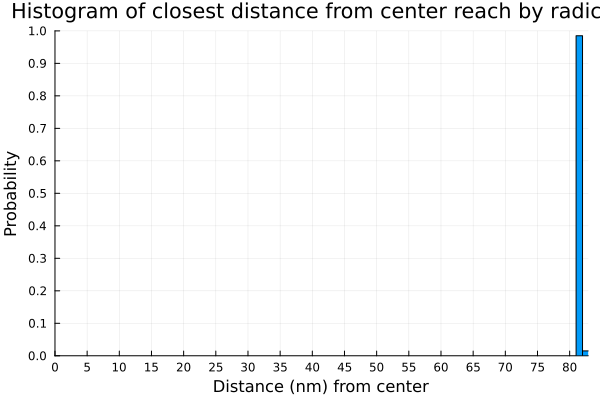 Histogram of closest distance from center reach by radic
1.0
0.9
0.8
0.7
0.6
0.5
0.4
0.3
0.2
0.1
0.0
Probability
0 5 10 15 20 25 30 35 40 45 50 55 60 65 70 75 80
Distance (nm) from center